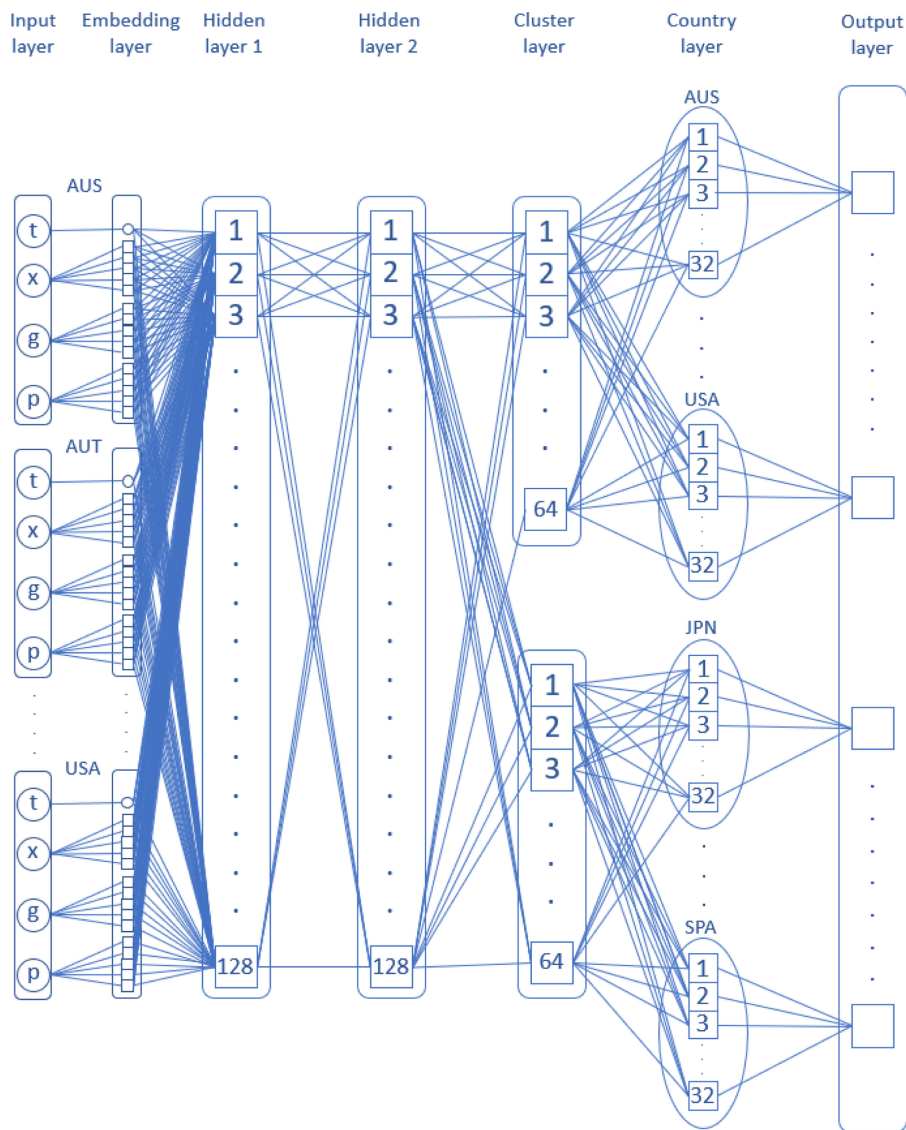 Input layer
Embedding layer
Hidden layer 1
Hidden layer 2
Cluster layer
Country layer
Output layer
AUS
t
x
g
p
AUT
t
x
g
p
USA
t
x
g
p
1
2
3
128
1
2
3
128
1
2
3
64
1
2
3
64
AUS
1
2
3
32
USA
1
2
3
32
JPN
1
2
3
32
SPA
1
2
3
32